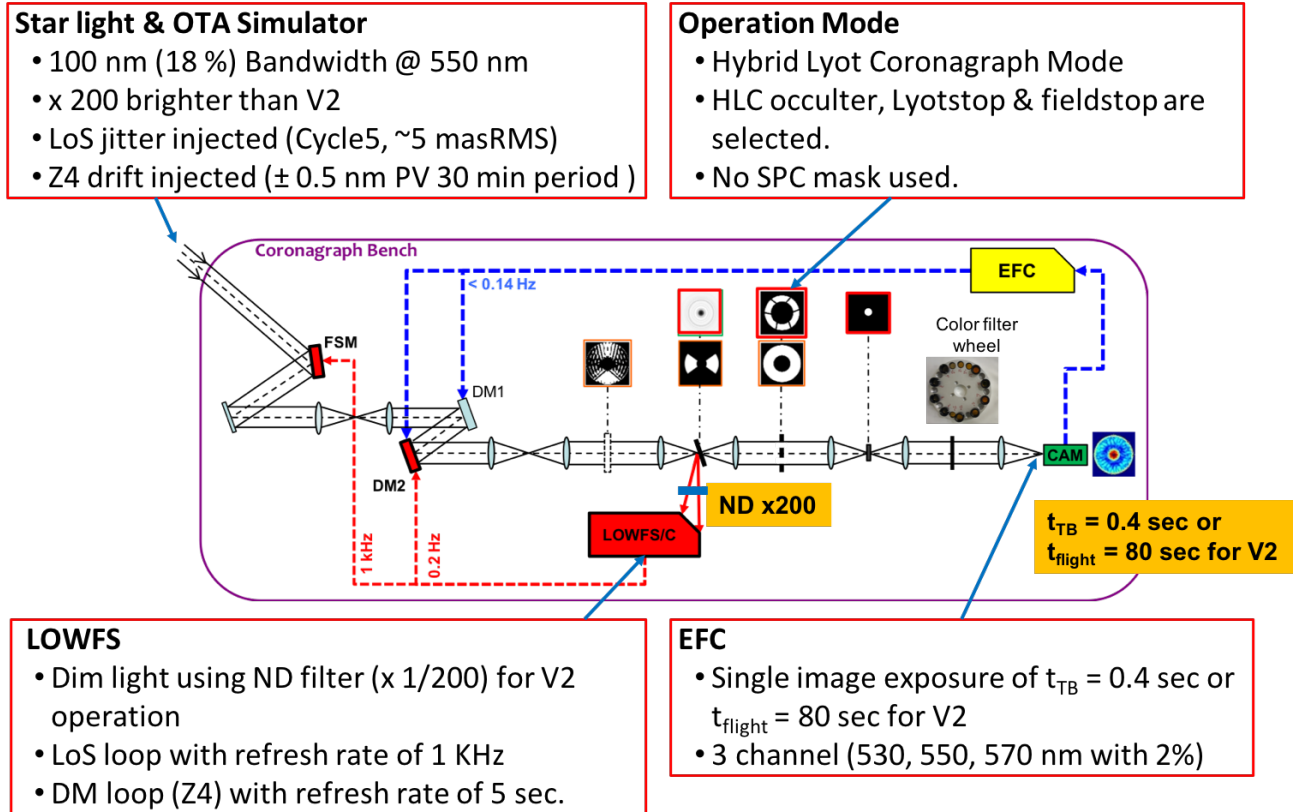 Star light & OTA Simulator
• 100 nm (18 %) Bandwidth @ 550 nm
• x 200 brighter than V2
• LoS jitter injected (Cycle5, ~5 masRMS)
• Z4 drift injected (± 0.5 nm PV 30 min period )
Operation Mode
• Hybrid Lyot Coronagraph Mode
• HLC occulter, Lyotstop & fieldstop are
selected.
• No SPC mask used.
Coronagraph Bench
EFC
< 0.14 Hz
FSM
Color filter
wheel
DM1
DM2
CAM
ND x200
LOWFS/C
1 kHz
0.2 Hz
tTB = 0.4 sec or
tflight = 80 sec for V2
LOWFS
• Dim light using ND filter (x 1/200) for V2
operation
• LoS loop with refresh rate of 1 KHz
• DM loop (Z4) with refresh rate of 5 sec.
EFC
• Single image exposure of tTB = 0.4 sec or
tflight = 80 sec for V2
• 3 channel (530, 550, 570 nm with 2%)